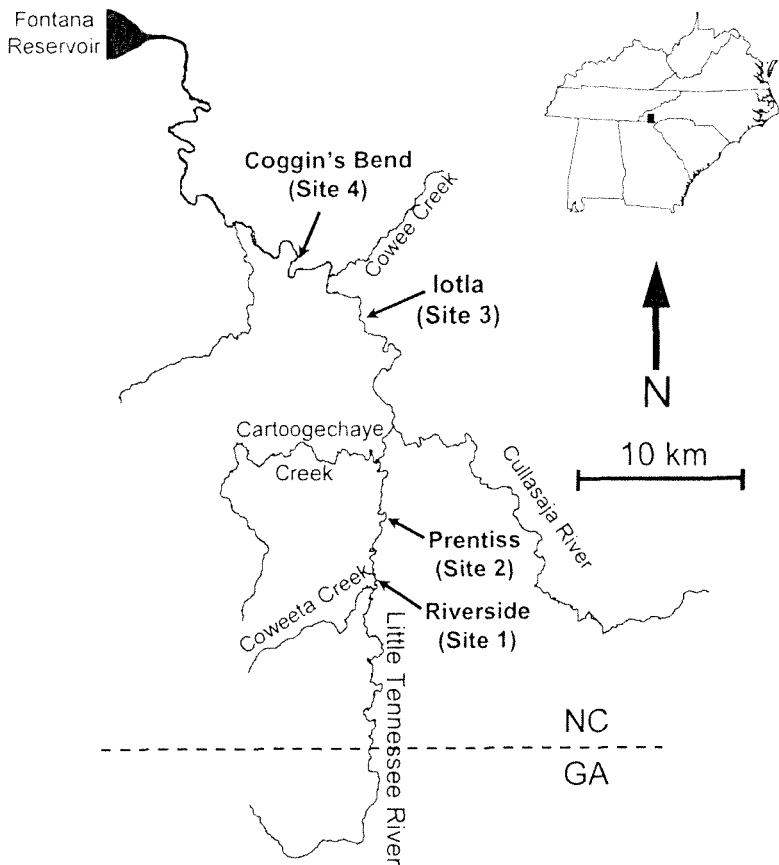 Fontana
Reservoir
Coggin's Bend
(Site 4)
Cowee Creek
Iotla
(Site 3)
N
10 km
Cartoogechaye
Creek
Cullasaja River
Prentiss
(Site 2)
Coweeta Creek
Riverside
(Site 1)
Little Tennessee River
NC
GA